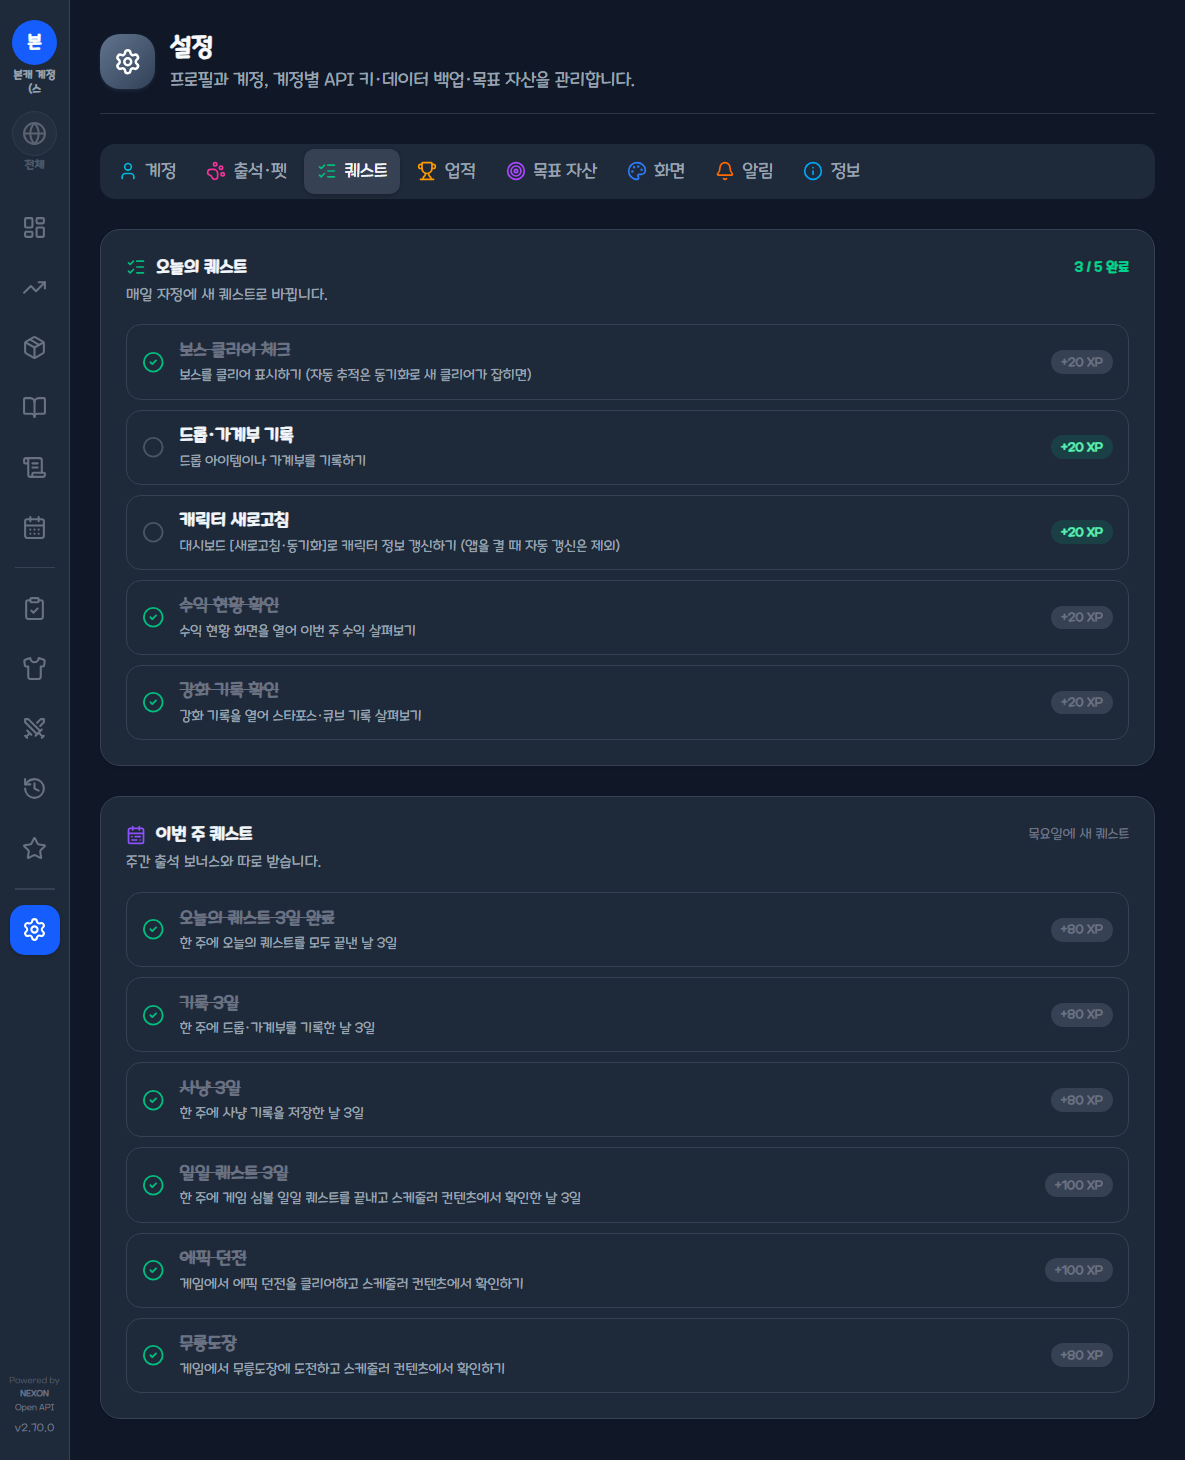 본
본캐 계정
(스
전체
설정
프로필과 계정, 계정별 API 키·데이터 백업·목표 자산을 관리합니다.
계정 출석·펫 퀘스트 업적 목표 자산 화면 알림 정보
오늘의 퀘스트
3 / 5 완료
매일 자정에 새 퀘스트로 바뀝니다.
보스 클리어 체크
+20 XP
보스를 클리어 표시하기 (자동 추적은 동기화로 새 클리어가 잡히면)
드롭·가계부 기록
+20 XP
드롭 아이템이나 가계부를 기록하기
캐릭터 새로고침
+20 XP
대시보드 [새로고침·동기화]로 캐릭터 정보 갱신하기 (앱을 켤 때 자동 갱신은 제외)
수익 현황 확인
+20 XP
수익 현황 화면을 열어 이번 주 수익 살펴보기
강화 기록 확인
+20 XP
강화 기록을 열어 스타포스·큐브 기록 살펴보기
이번 주 퀘스트
목요일에 새 퀘스트
주간 출석 보너스와 따로 받습니다.
오늘의 퀘스트 3일 완료
+80 XP
한 주에 오늘의 퀘스트를 모두 끝낸 날 3일
기록 3일
+80 XP
한 주에 드롭·가계부를 기록한 날 3일
사냥 3일
+80 XP
한 주에 사냥 기록을 저장한 날 3일
일일 퀘스트 3일
+100 XP
한 주에 게임 심볼 일일 퀘스트를 끝내고 스케줄러 컨텐츠에서 확인한 날 3일
에픽 던전
+100 XP
게임에서 에픽 던전을 클리어하고 스케줄러 컨텐츠에서 확인하기
무릉도장
+80 XP
게임에서 무릉도장에 도전하고 스케줄러 컨텐츠에서 확인하기
Powered by
NEXON
Open API
v2.70.0